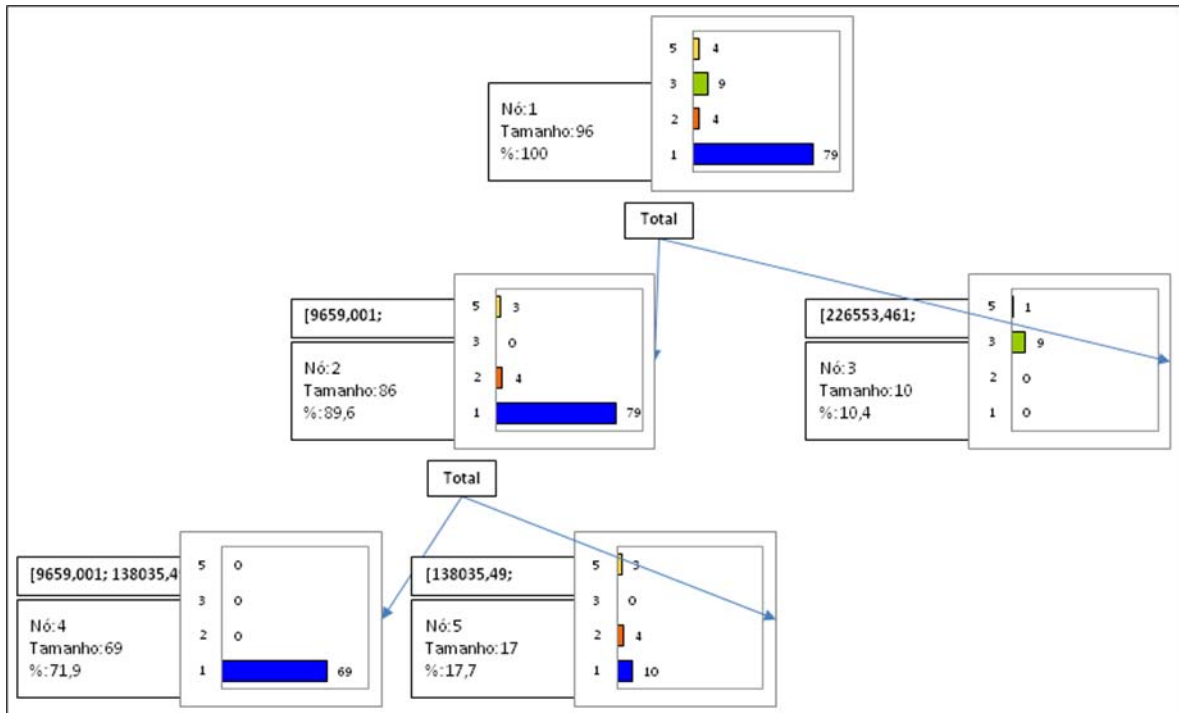 5 4
3 9
2 4
1 79
Nó:1
Tamanho:96
%:100
Total
[9659,001;
5 3
3 0
2 4
1 79
Nó:2
Tamanho:86
%:89,6
[226553,461;
5 1
3 9
2 0
1 0
Nó:3
Tamanho:10
%:10,4
Total
[9659,001; 138035,4
5 0
3 0
2 0
1 69
Nó:4
Tamanho:69
%:71,9
[138035,49;
5 3
3 0
2 4
1 10
Nó:5
Tamanho:17
%:17,7